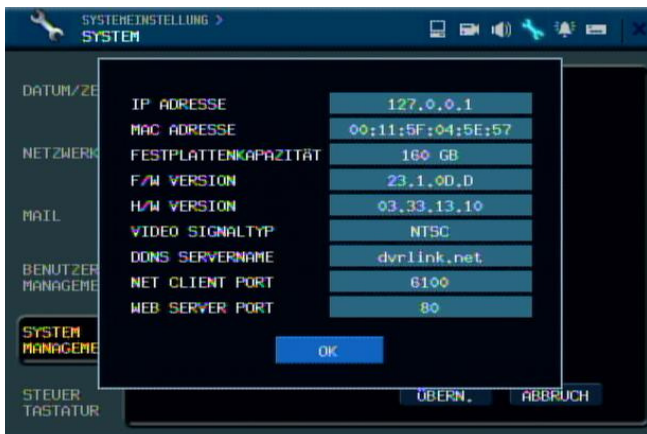 SYSTEMEINSTELLUNG >
SYSTEM
DATUM/ZE
NETZWERK
MAIL
BENUTZER
MANAGEME
SYSTEM
MANAGEME
STEUER
TASTATUR
IP ADRESSE 127.0.0.1
MAC ADRESSE 00:11:5F:04:5E:57
FESTPLATTENKAPAZITÄT 160 GB
F/W VERSION 23.1.0D.D
H/W VERSION 03.33.13.10
VIDEO SIGNALTYP NTSC
DDNS SERVERNAME dvrlink.net
NET CLIENT PORT 6100
WEB SERVER PORT 80
OK
ÜBERN. ABBRUCH